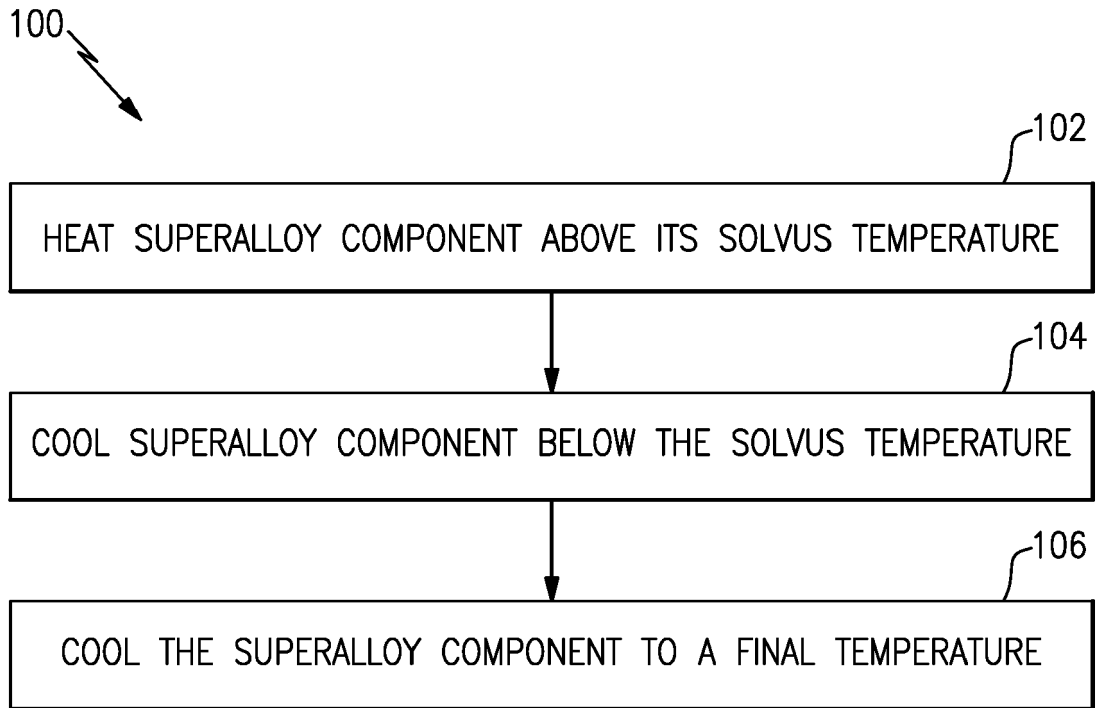 100
102
HEAT SUPERALLOY COMPONENT ABOVE ITS SOLVUS TEMPERATURE
104
COOL SUPERALLOY COMPONENT BELOW THE SOLVUS TEMPERATURE
106
COOL THE SUPERALLOY COMPONENT TO A FINAL TEMPERATURE